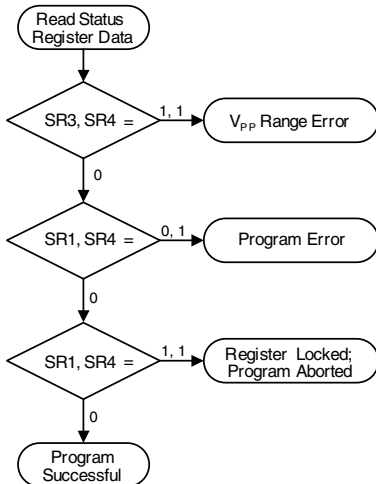 Read Status
Register Data
SR3, SR4 =
1, 1
VPP Range Error
0
SR1, SR4 =
0, 1
Program Error
0
SR1, SR4 =
1, 1
Register Locked;
Program Aborted
0
Program
Successful